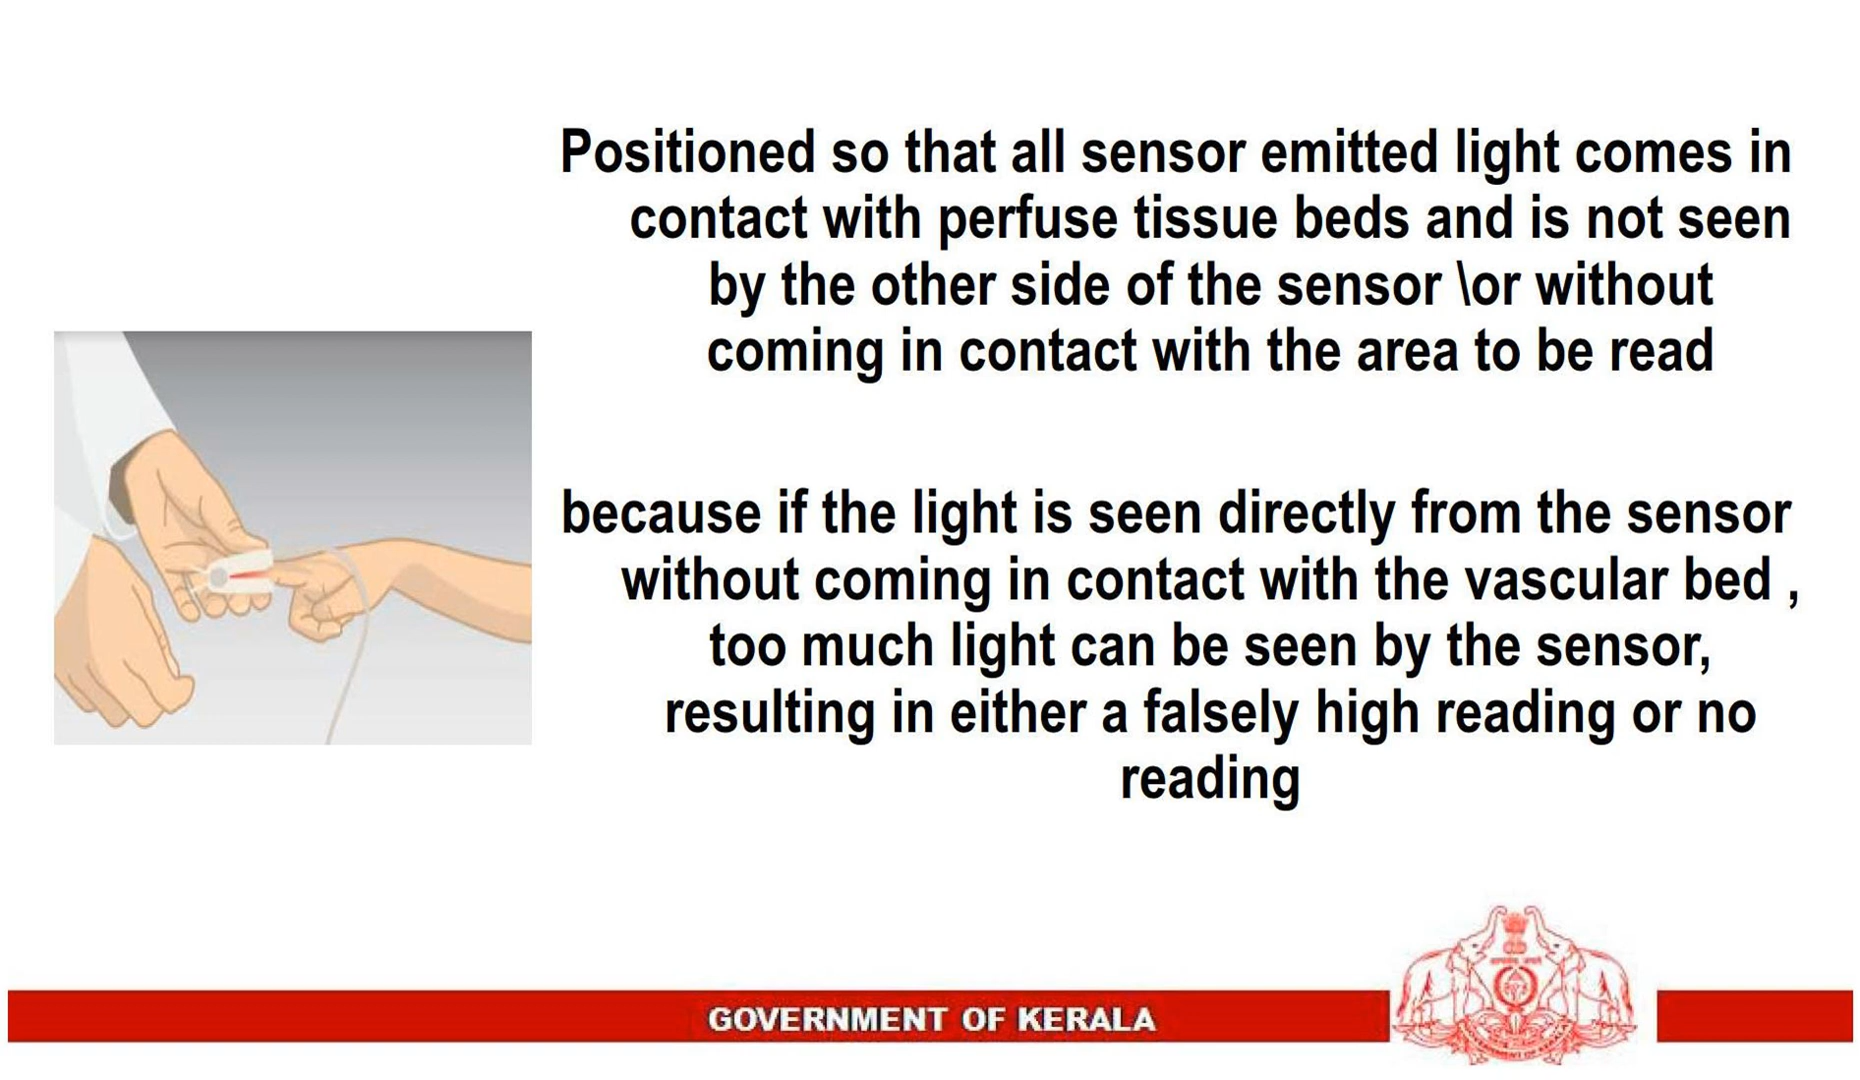 Positioned so that all sensor emitted light comes in
contact with perfuse tissue beds and is not seen
by the other side of the sensor \or without
coming in contact with the area to be read
because if the light is seen directly from the sensor
without coming in contact with the vascular bed ,
too much light can be seen by the sensor,
resulting in either a falsely high reading or no
reading
GOVERNMENT OF KERALA
GOVERNMENT OF KERALA